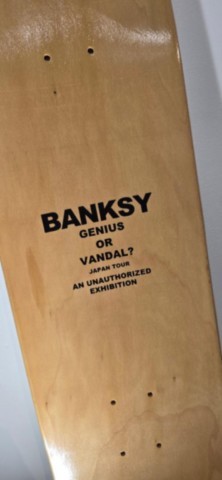 BANKSY
GENIUS
OR
VANDAL?
JAPAN TOUR
AN UNAUTHORIZED
EXHIBITION